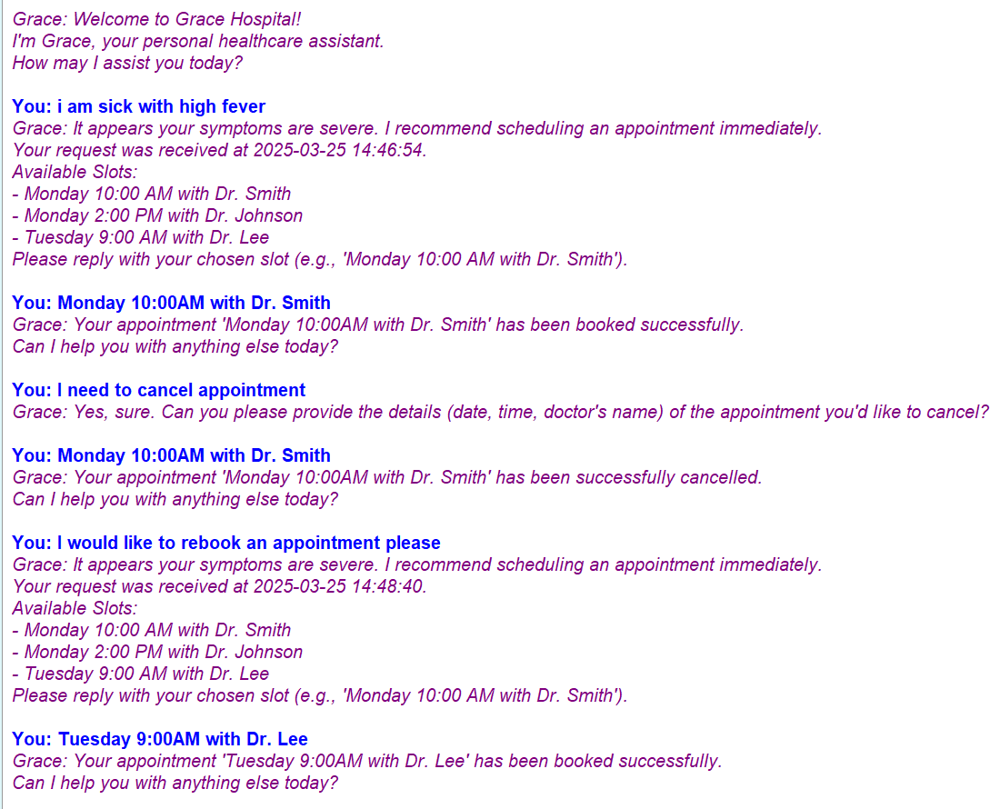 Grace: Welcome to Grace Hospital!
I'm Grace, your personal healthcare assistant.
How may I assist you today?
You: i am sick with high fever
Grace: It appears your symptoms are severe. I recommend scheduling an appointment immediately.
Your request was received at 2025-03-25 14:46:54.
Available Slots:
- Monday 10:00 AM with Dr. Smith
- Monday 2:00 PM with Dr. Johnson
- Tuesday 9:00 AM with Dr. Lee
Please reply with your chosen slot (e.g., 'Monday 10:00 AM with Dr. Smith').
You: Monday 10:00AM with Dr. Smith
Grace: Your appointment 'Monday 10:00AM with Dr. Smith' has been booked successfully.
Can I help you with anything else today?
You: I need to cancel appointment
Grace: Yes, sure. Can you please provide the details (date, time, doctor's name) of the appointment you'd like to cancel?
You: Monday 10:00AM with Dr. Smith
Grace: Your appointment 'Monday 10:00AM with Dr. Smith' has been successfully cancelled.
Can I help you with anything else today?
You: I would like to rebook an appointment please
Grace: It appears your symptoms are severe. I recommend scheduling an appointment immediately.
Your request was received at 2025-03-25 14:48:40.
Available Slots:
- Monday 10:00 AM with Dr. Smith
- Monday 2:00 PM with Dr. Johnson
- Tuesday 9:00 AM with Dr. Lee
Please reply with your chosen slot (e.g., 'Monday 10:00 AM with Dr. Smith').
You: Tuesday 9:00AM with Dr. Lee
Grace: Your appointment 'Tuesday 9:00AM with Dr. Lee' has been booked successfully.
Can I help you with anything else today?